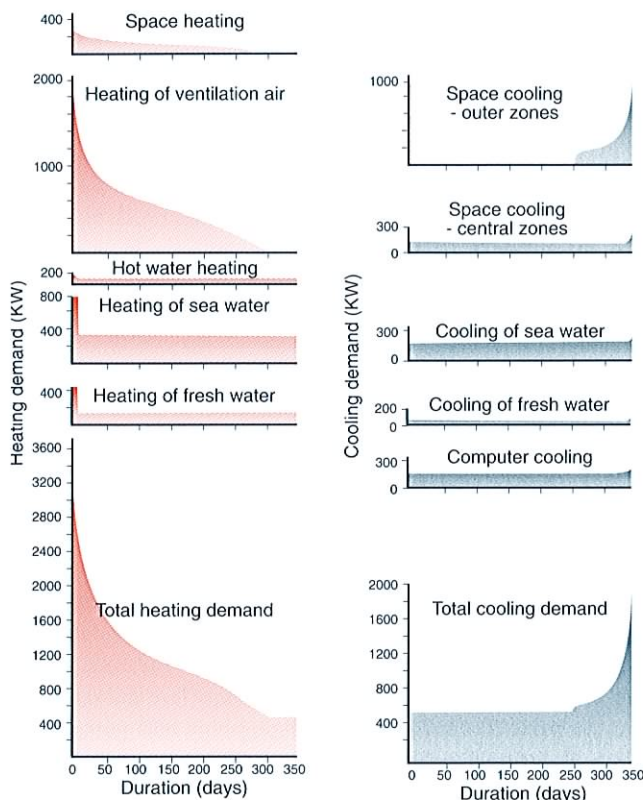 Heating demand (KW)
400
0
Space heating
2000
1000
Heating of ventilation air
200
Hot water heating
800
400
Heating of sea water
400
Heating of fresh water
3600
3200
2800
2400
2000
1600
1200
800
400
Total heating demand
0 50 100 150 200 250 300 350
Duration (days)
Cooling demand (KW)
1000
Space cooling
- outer zones
300
0
Space cooling
- central zones
300
0
Cooling of sea water
200
0
Cooling of fresh water
300
0
Computer cooling
2000
1600
1200
800
400
Total cooling demand
0 50 100 150 200 250 300 350
Duration (days)